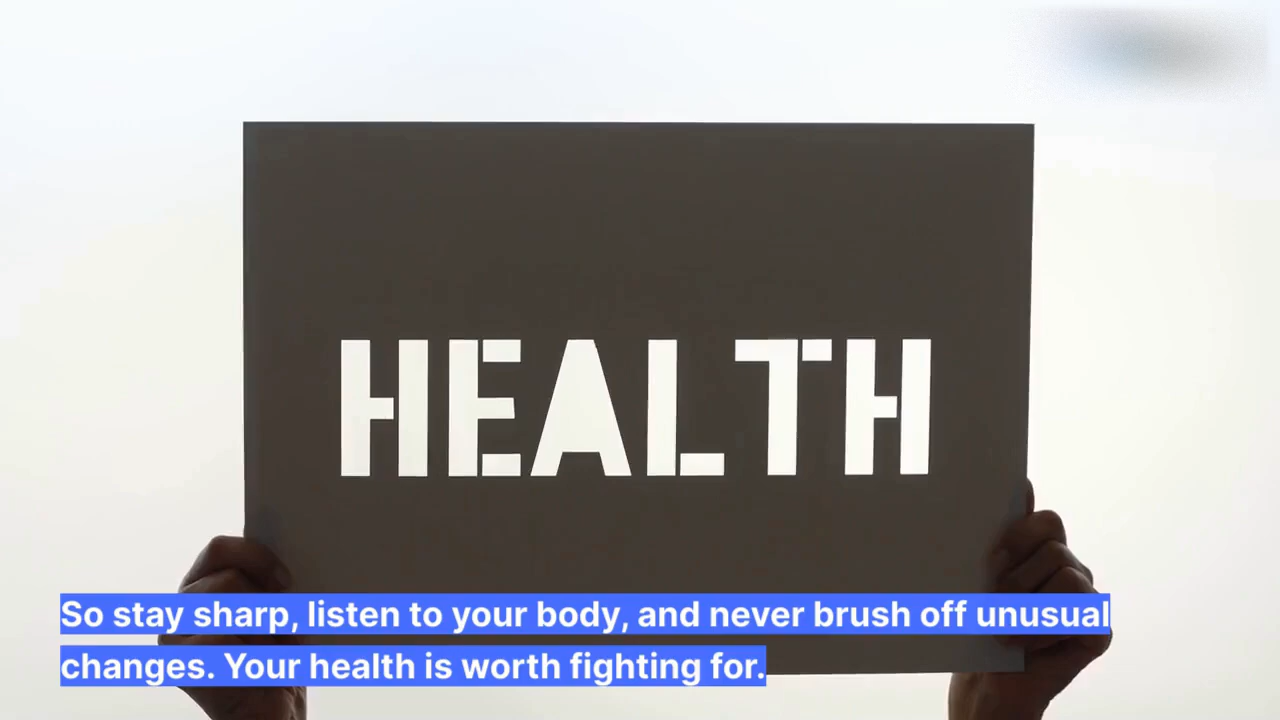 HEALTH
So stay sharp, listen to your body, and never brush off unusual
changes. Your health is worth fighting for.